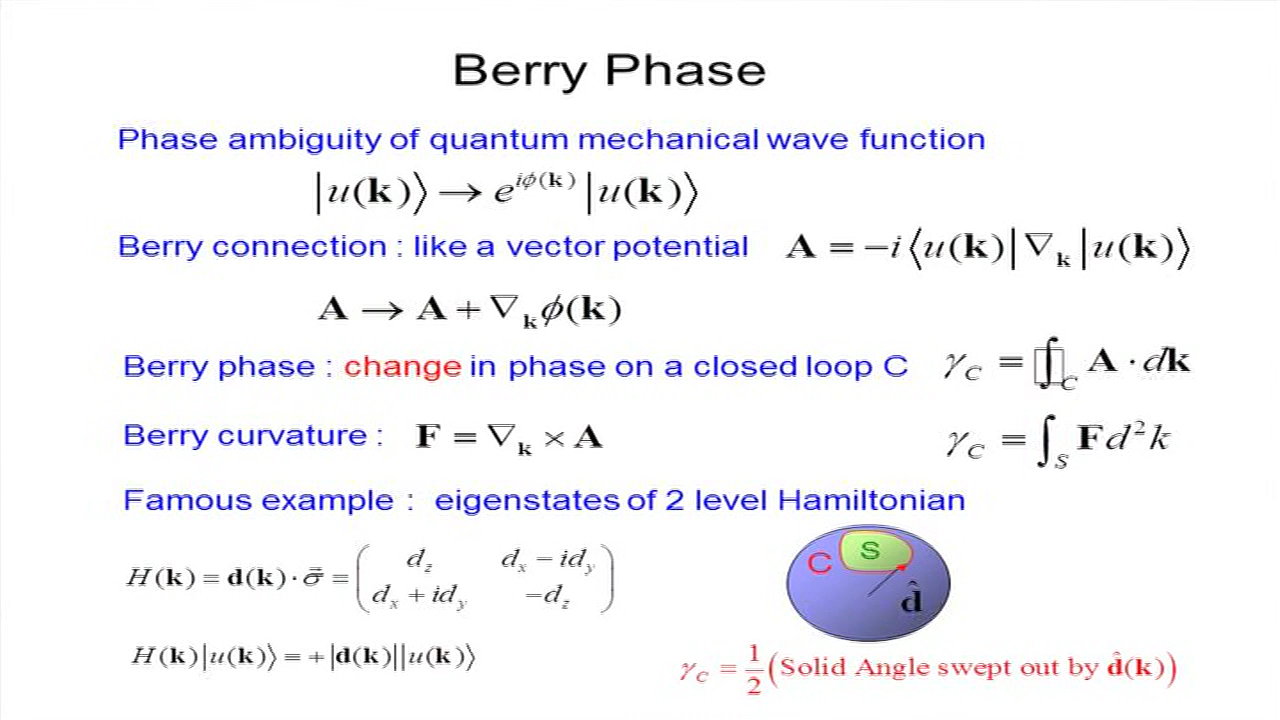 Berry Phase
Phase ambiguity of quantum mechanical wave function
|u(k)⟩ → e^{iϕ(k)} |u(k)⟩
Berry connection : like a vector potential A = −i⟨u(k)|∇_k|u(k)⟩
A → A + ∇_k ϕ(k)
Berry phase : change in phase on a closed loop C γ_C = ∮_C A · dk
Berry curvature : F = ∇_k × A γ_C = ∫_S F d²k
Famous example : eigenstates of 2 level Hamiltonian
H(k) = d(k) · σ⃗ = ( d_z d_x − id_y
d_x + id_y −d_z )
C S
d̂
H(k)|u(k)⟩ = +|d(k)||u(k)⟩
γ_C = 1/2 (Solid Angle swept out by d̂(k))